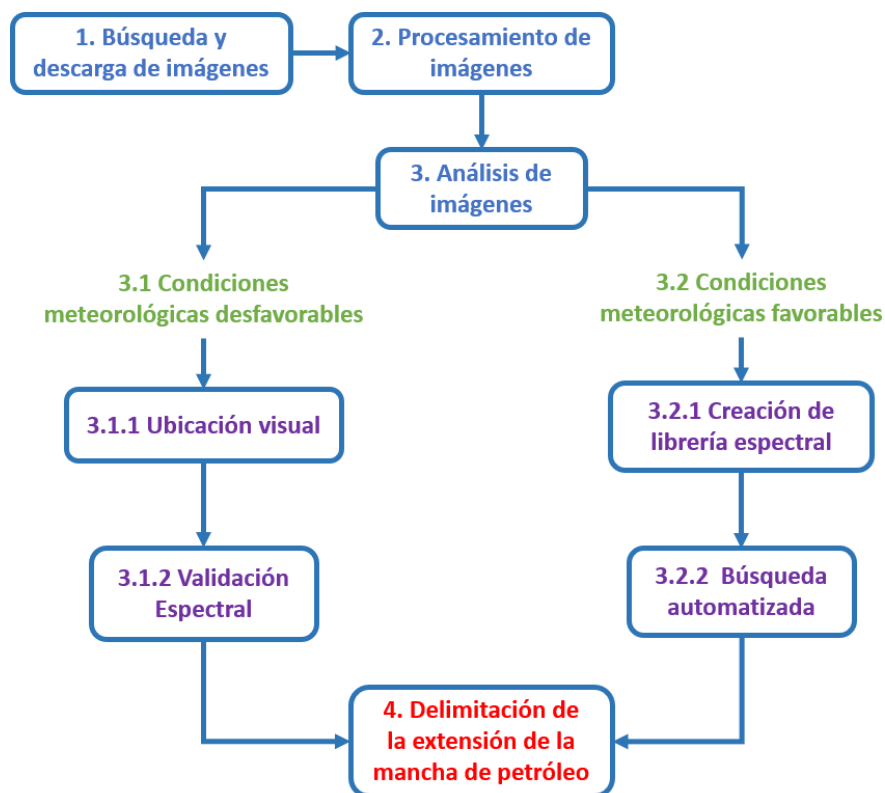 1. Búsqueda y
descarga de imágenes
2. Procesamiento de
imágenes
3. Análisis de
imágenes
3.1 Condiciones
meteorológicas desfavorables
3.2 Condiciones
meteorológicas favorables
3.1.1 Ubicación visual
3.2.1 Creación de
librería espectral
3.1.2 Validación
Espectral
3.2.2 Búsqueda
automatizada
4. Delimitación de
la extensión de la
mancha de petróleo